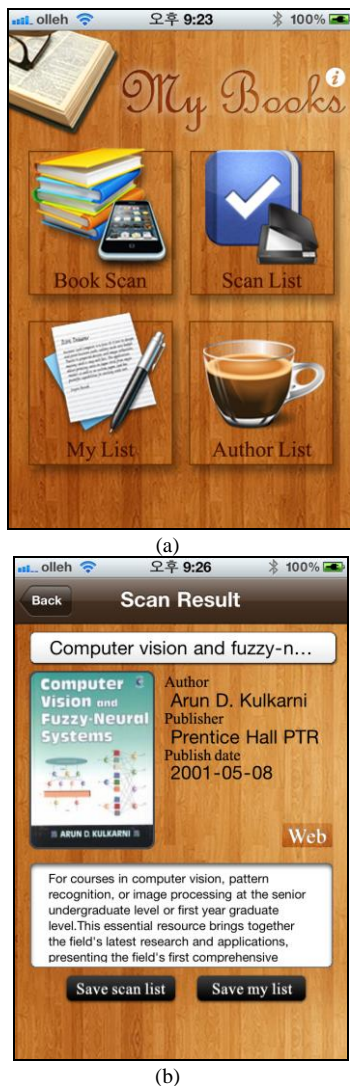 olleh 오후 9:23 100%
My Books
i
Book Scan
Scan List
My List
Author List
(a)
olleh 오후 9:26 100%
Back Scan Result
Computer vision and fuzzy-n...
Computer
Vision and
Fuzzy-Neural
Systems
ARUN D. KULKARNI
Author
Arun D. Kulkarni
Publisher
Prentice Hall PTR
Publish date
2001-05-08
Web
For courses in computer vision, pattern
recognition, or image processing at the senior
undergraduate level or first year graduate
level.This essential resource brings together
the field's latest research and applications,
presenting the field's first comprehensive
Save scan list Save my list
(b)